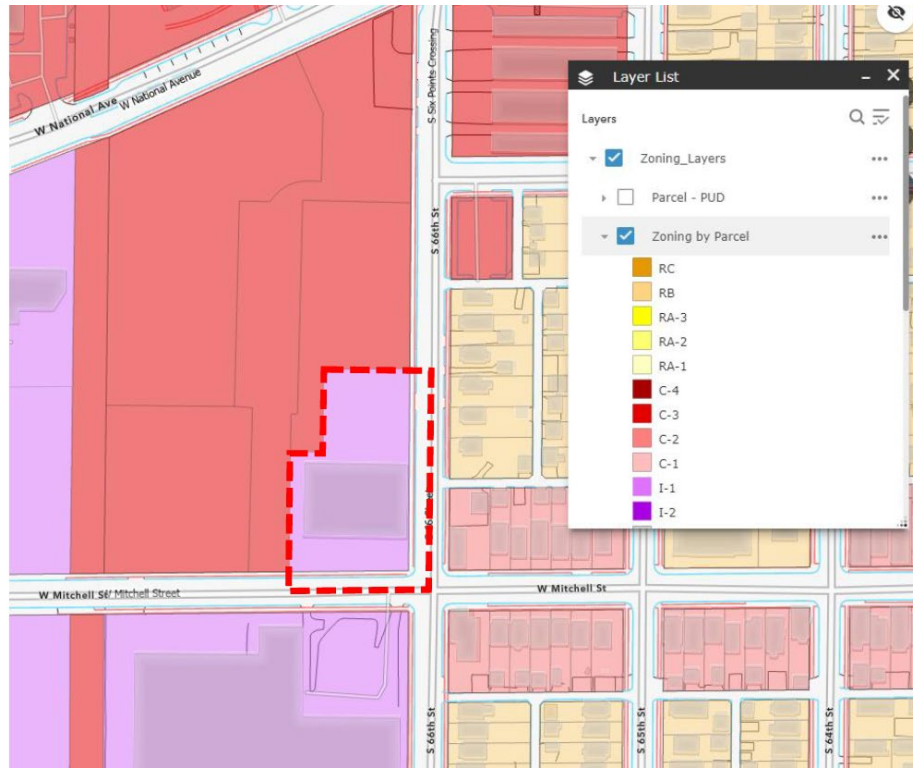 W National Avenue
W National Ave
S Six Points Crossing
Layer List
Layers
Zoning_Layers
Parcel - PUD
Zoning by Parcel
RC
RB
RA-3
RA-2
RA-1
C-4
C-3
C-2
C-1
I-1
I-2
S 66th St
W Mitchell St
Mitchell Street
W Mitchell St
S 66th St
S 65th St
S 64th St